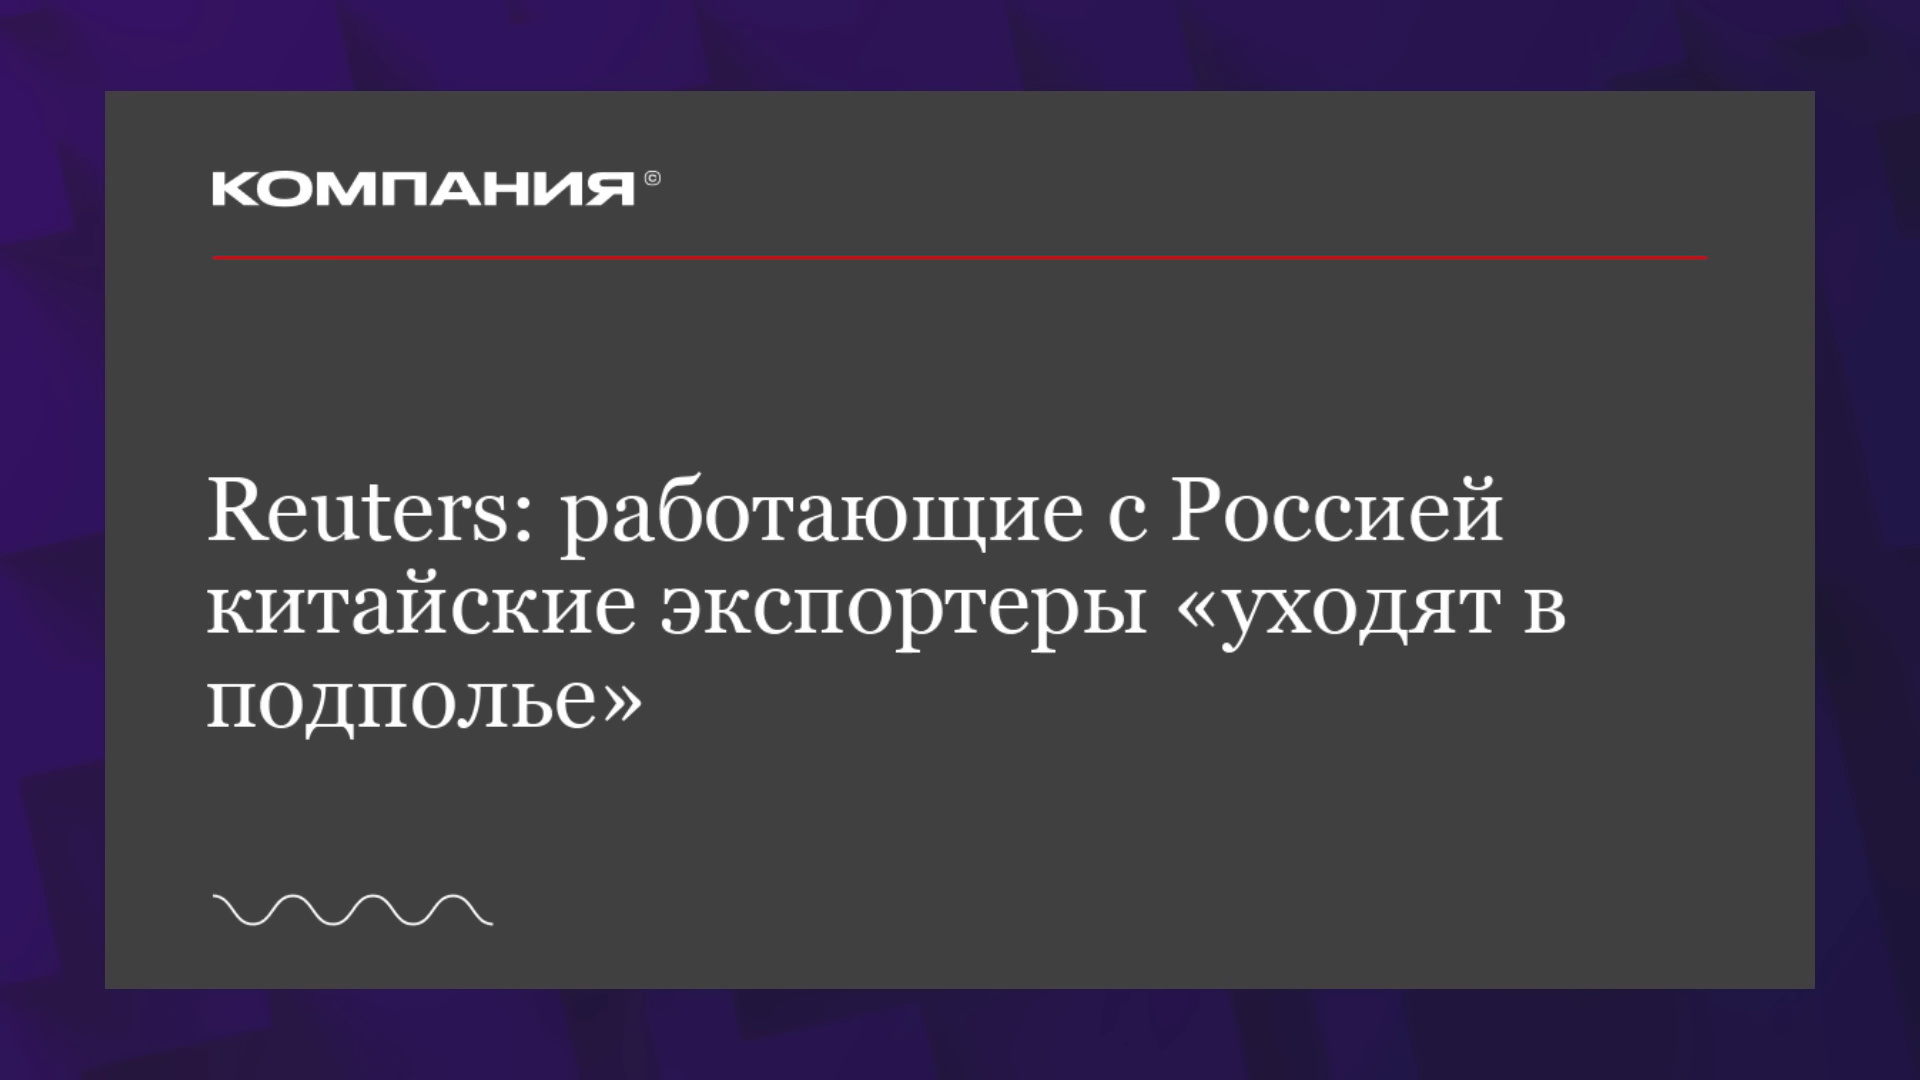 КОМПАНИЯ ©
Reuters: работающие с Россией
китайские экспортеры «уходят в
подполье»